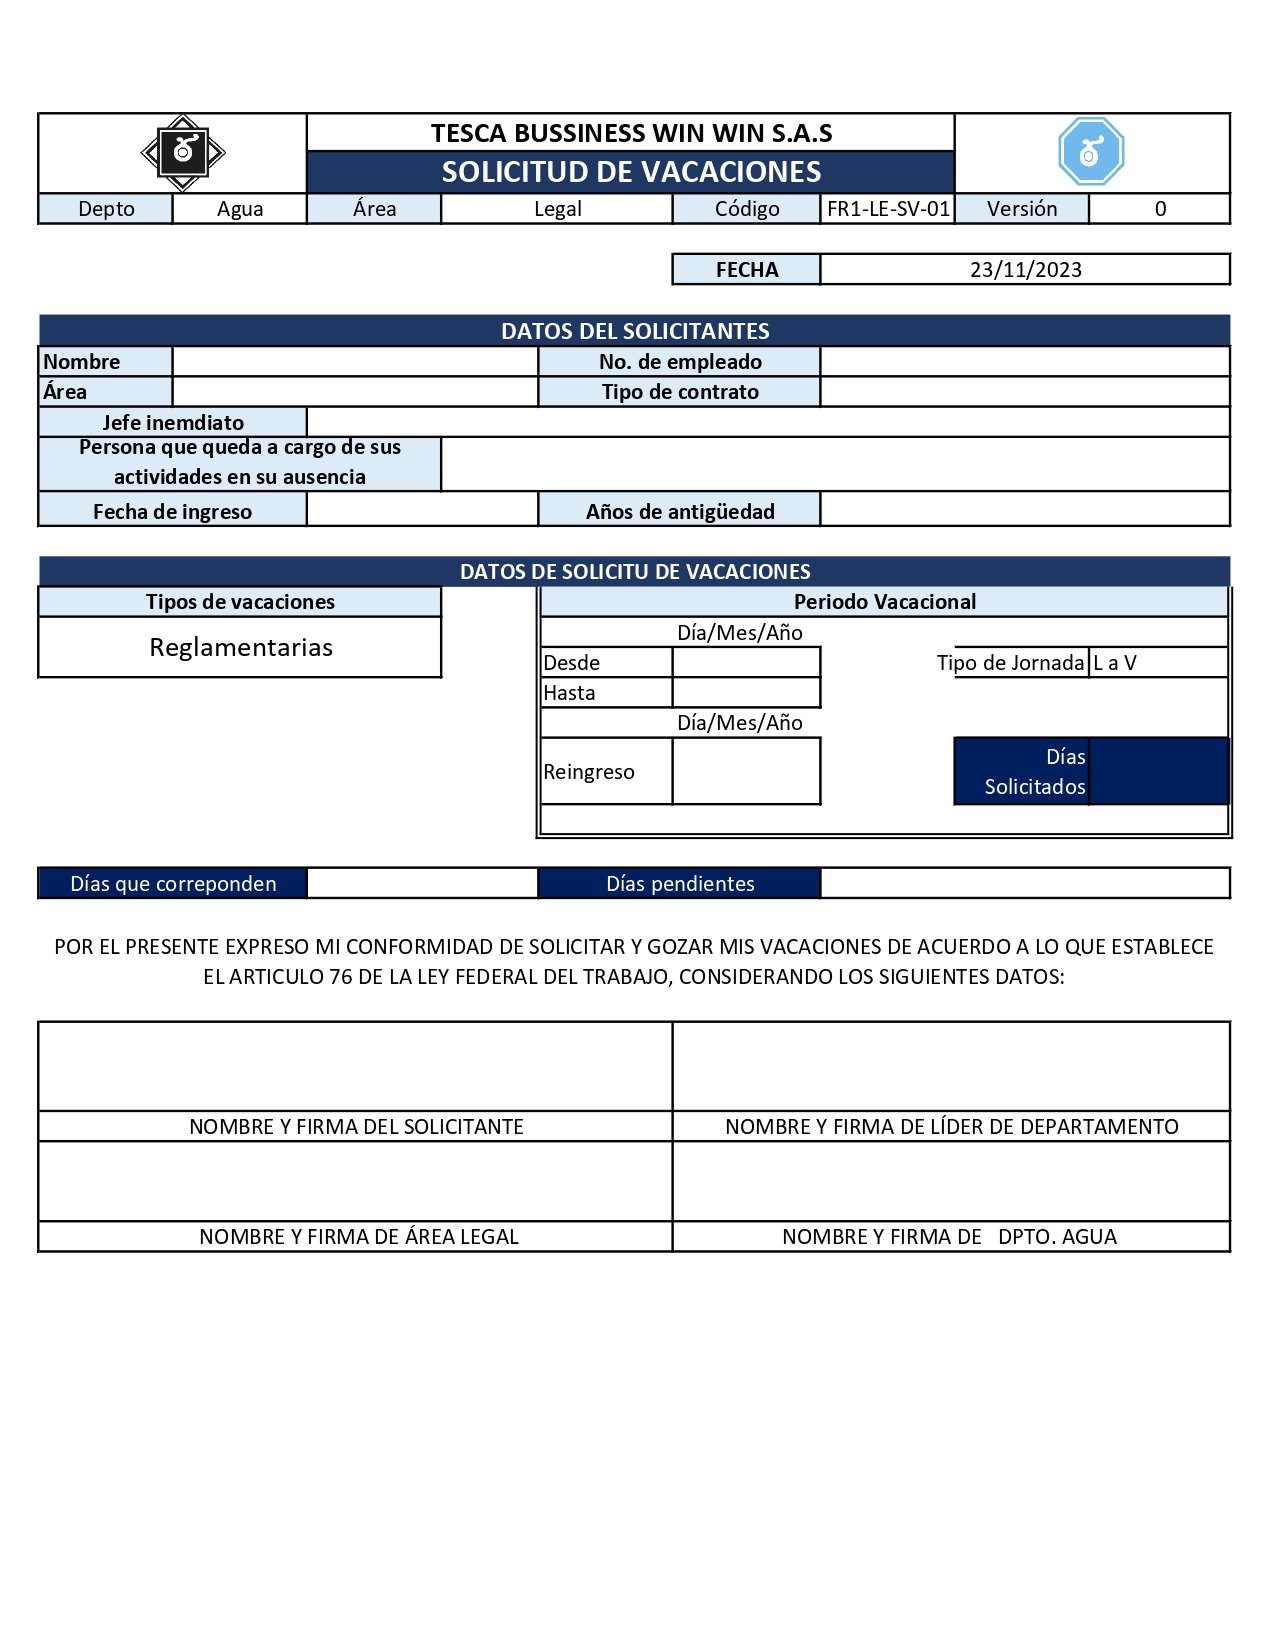 TESCA BUSSINESS WIN WIN S.A.S
SOLICITUD DE VACACIONES
Depto Agua Área Legal Código FR1-LE-SV-01 Versión 0
FECHA 23/11/2023
DATOS DEL SOLICITANTES
Nombre No. de empleado
Área Tipo de contrato
Jefe inemdiato
Persona que queda a cargo de sus
actividades en su ausencia
Fecha de ingreso Años de antigüedad
DATOS DE SOLICITU DE VACACIONES
Tipos de vacaciones Periodo Vacacional
Reglamentarias
Día/Mes/Año
Desde Tipo de Jornada L a V
Hasta
Día/Mes/Año
Reingreso
Días
Solicitados
Días que correponden Días pendientes
POR EL PRESENTE EXPRESO MI CONFORMIDAD DE SOLICITAR Y GOZAR MIS VACACIONES DE ACUERDO A LO QUE ESTABLECE
EL ARTICULO 76 DE LA LEY FEDERAL DEL TRABAJO, CONSIDERANDO LOS SIGUIENTES DATOS:
NOMBRE Y FIRMA DEL SOLICITANTE NOMBRE Y FIRMA DE LÍDER DE DEPARTAMENTO
NOMBRE Y FIRMA DE ÁREA LEGAL NOMBRE Y FIRMA DE DPTO. AGUA